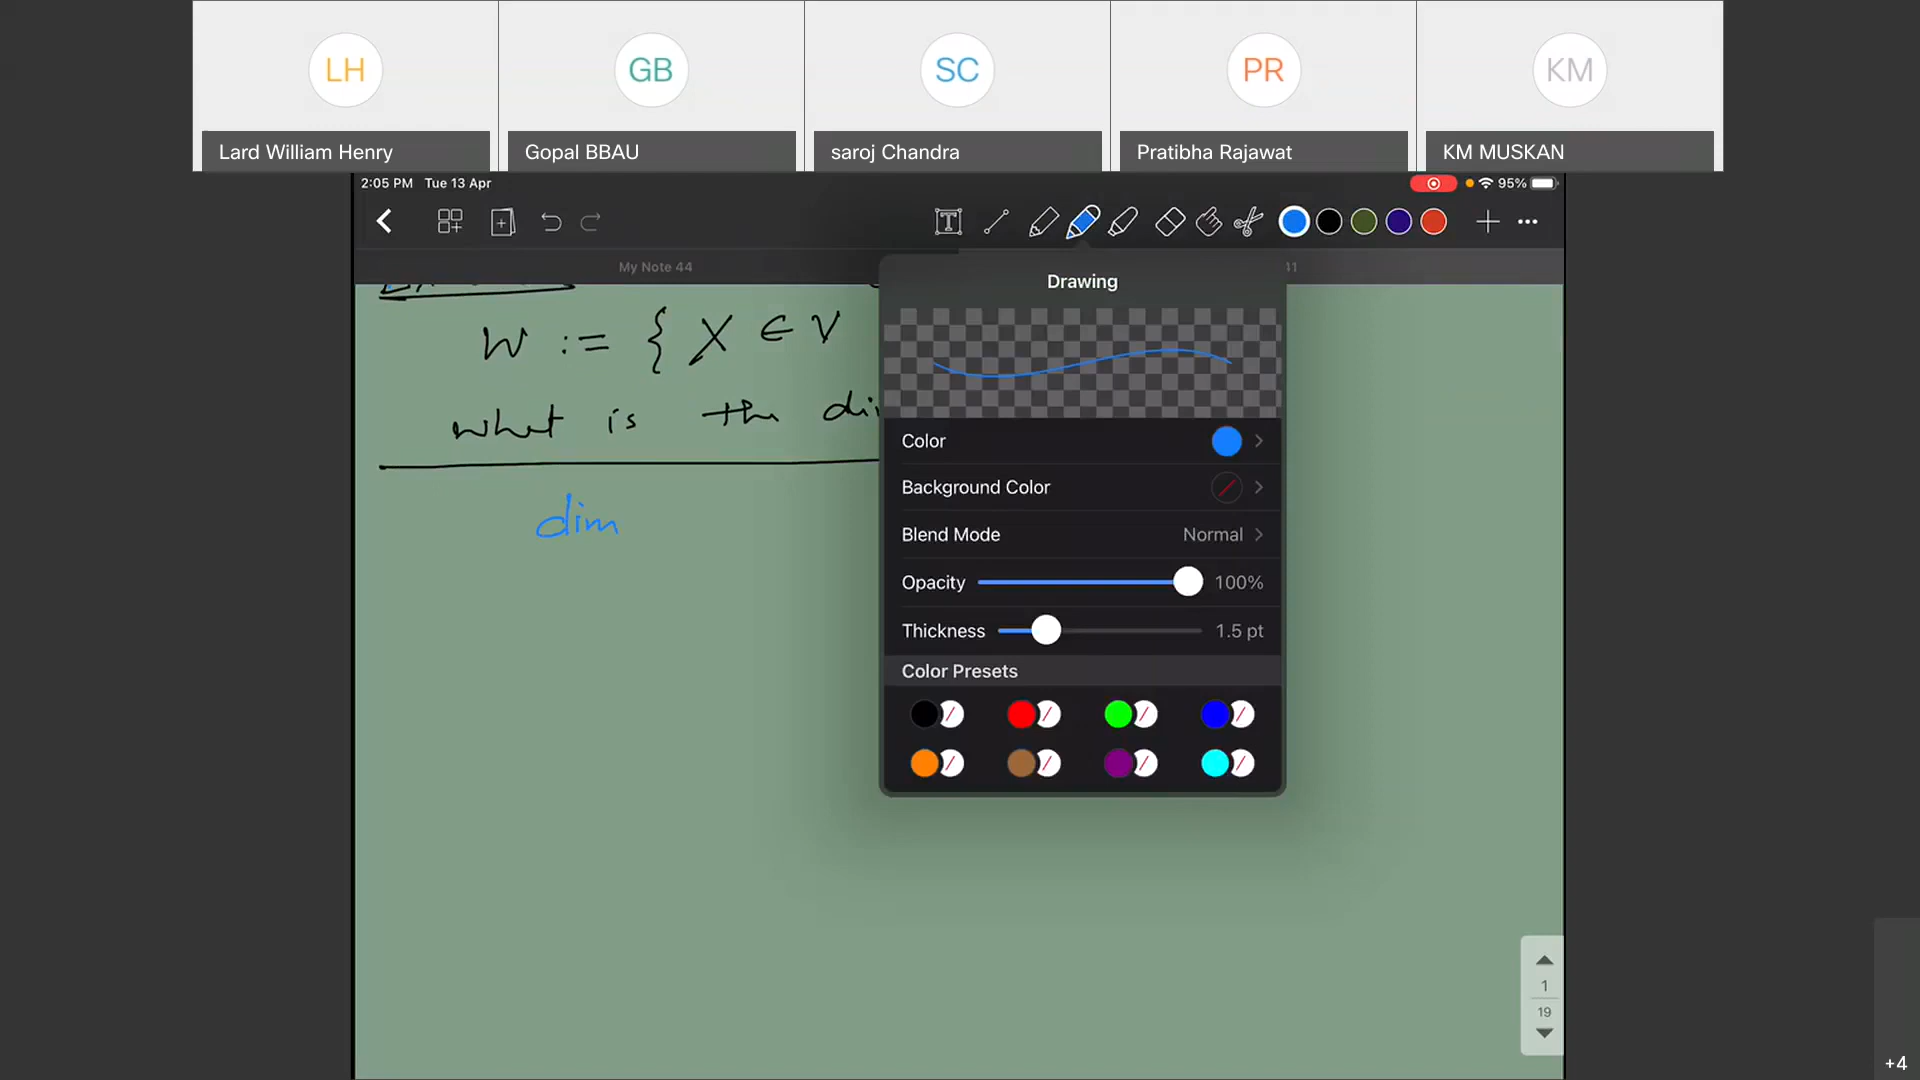 LH GB SC PR KM
Lard William Henry Gopal BBAU saroj Chandra Pratibha Rajawat KM MUSKAN
2:05 PM Tue 13 Apr 95%
T
My Note 44 11
Drawing
W := { X ∈ V
what is the
Color
Background Color
dim
Blend Mode Normal
Opacity 100%
Thickness 1.5 pt
Color Presets
1
19
+4